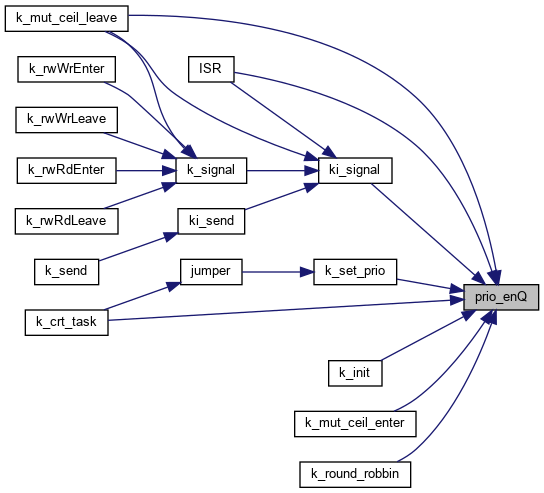 k_mut_ceil_leave
k_rwWrEnter
ISR
k_rwWrLeave
k_rwRdEnter
k_signal
ki_signal
k_rwRdLeave
ki_send
k_send
jumper
k_set_prio
prio_enQ
k_crt_task
k_init
k_mut_ceil_enter
k_round_robbin